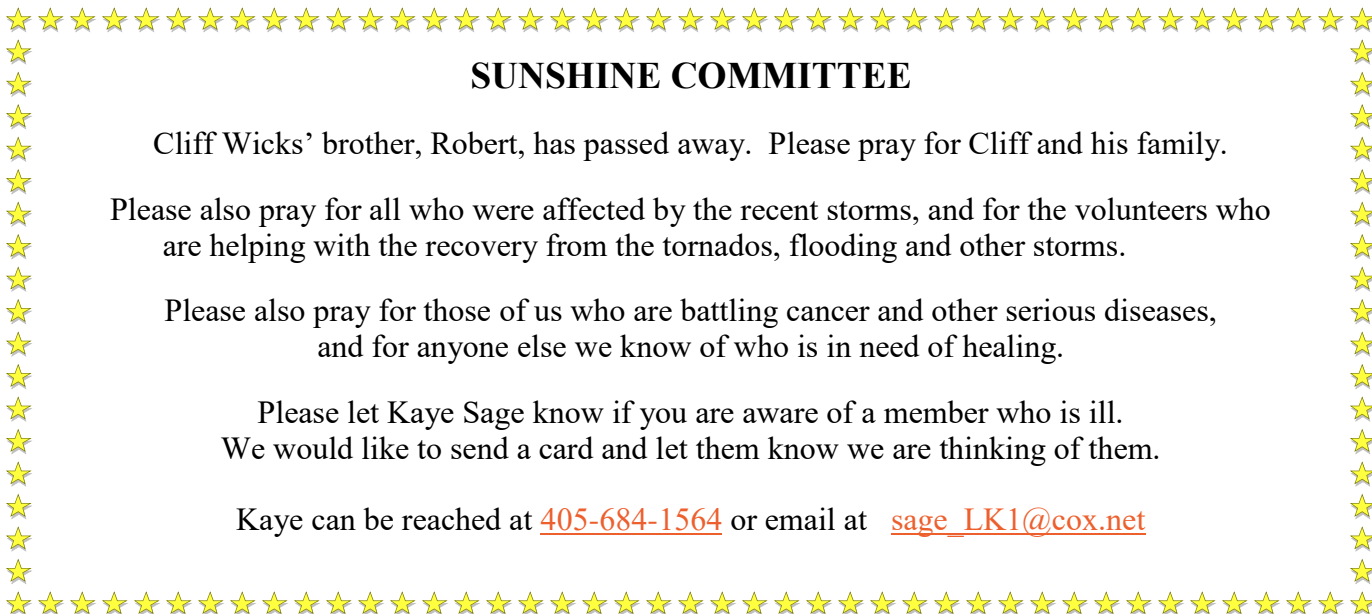 SUNSHINE COMMITTEE
Cliff Wicks’ brother, Robert, has passed away.  Please pray for Cliff and his family.
Please also pray for all who were affected by the recent storms, and for the volunteers who
are helping with the recovery from the tornados, flooding and other storms.
Please also pray for those of us who are battling cancer and other serious diseases,
and for anyone else we know of who is in need of healing.
Please let Kaye Sage know if you are aware of a member who is ill.
We would like to send a card and let them know we are thinking of them.
Kaye can be reached at 405-684-1564 or email at   sage_LK1@cox.net